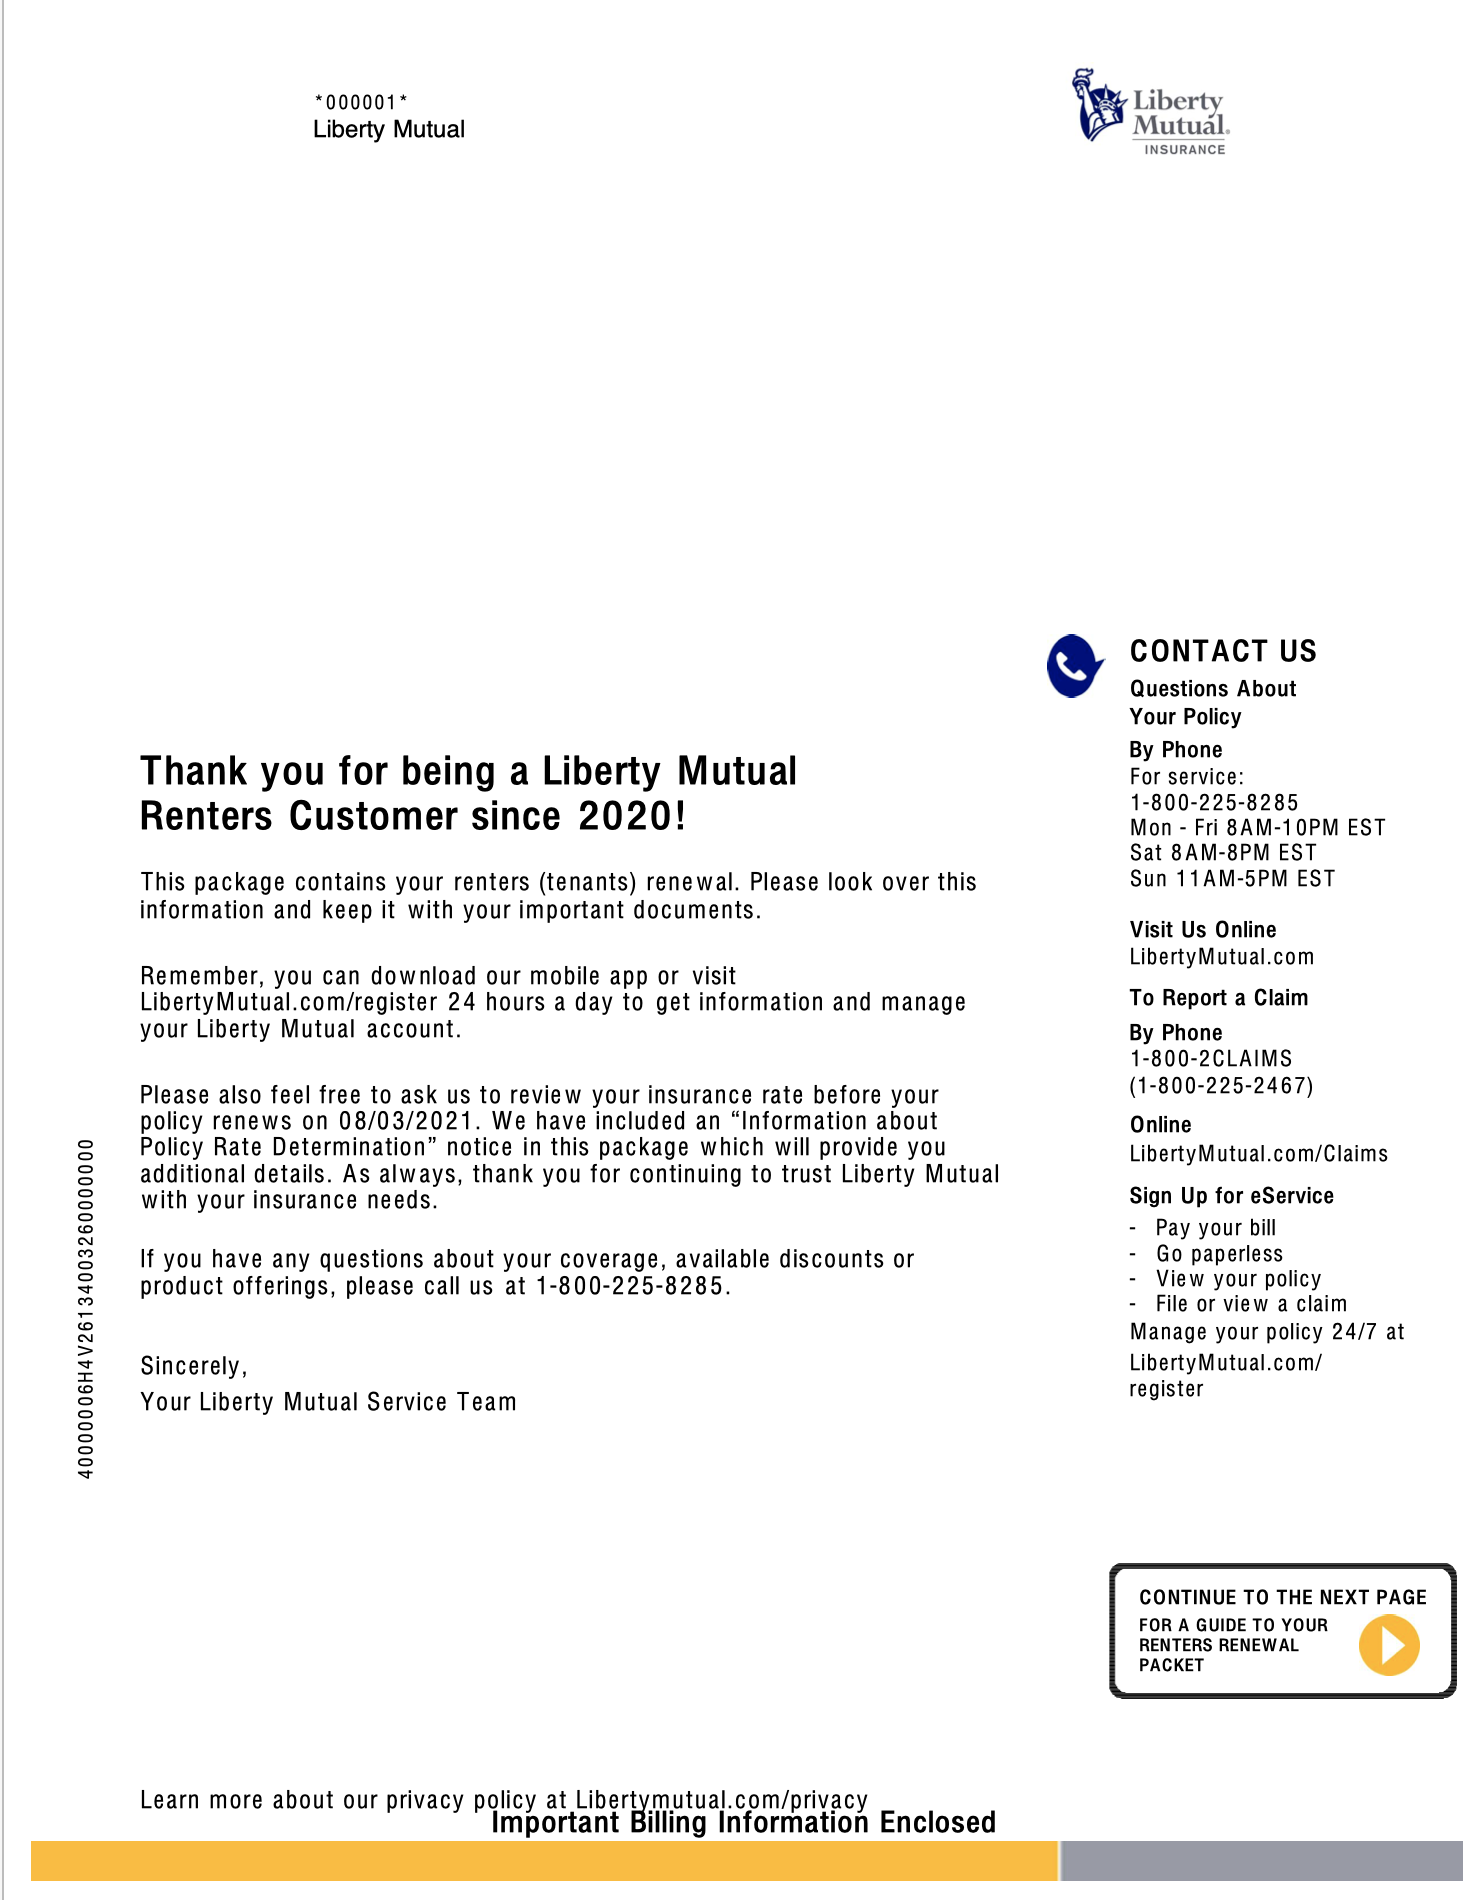 *000001*
Liberty Mutual
Liberty
Mutual®
INSURANCE
Thank you for being a Liberty Mutual
Renters Customer since 2020!
This package contains your renters (tenants) renewal. Please look over this
information and keep it with your important documents.
Remember, you can download our mobile app or visit
LibertyMutual.com/register 24 hours a day to get information and manage
your Liberty Mutual account.
Please also feel free to ask us to review your insurance rate before your
policy renews on 08/03/2021. We have included an “Information about
Policy Rate Determination” notice in this package which will provide you
additional details. As always, thank you for continuing to trust Liberty Mutual
with your insurance needs.
If you have any questions about your coverage, available discounts or
product offerings, please call us at 1-800-225-8285.
Sincerely,
Your Liberty Mutual Service Team
40000006H4V261340032600000000
CONTACT US
Questions About
Your Policy
By Phone
For service:
1-800-225-8285
Mon - Fri 8AM-10PM EST
Sat 8AM-8PM EST
Sun 11AM-5PM EST
Visit Us Online
LibertyMutual.com
To Report a Claim
By Phone
1-800-2CLAIMS
(1-800-225-2467)
Online
LibertyMutual.com/Claims
Sign Up for eService
- Pay your bill
- Go paperless
- View your policy
- File or view a claim
Manage your policy 24/7 at
LibertyMutual.com/
register
CONTINUE TO THE NEXT PAGE
FOR A GUIDE TO YOUR
RENTERS RENEWAL
PACKET
Learn more about our privacy policy at Libertymutual.com/privacy
Important Billing Information Enclosed